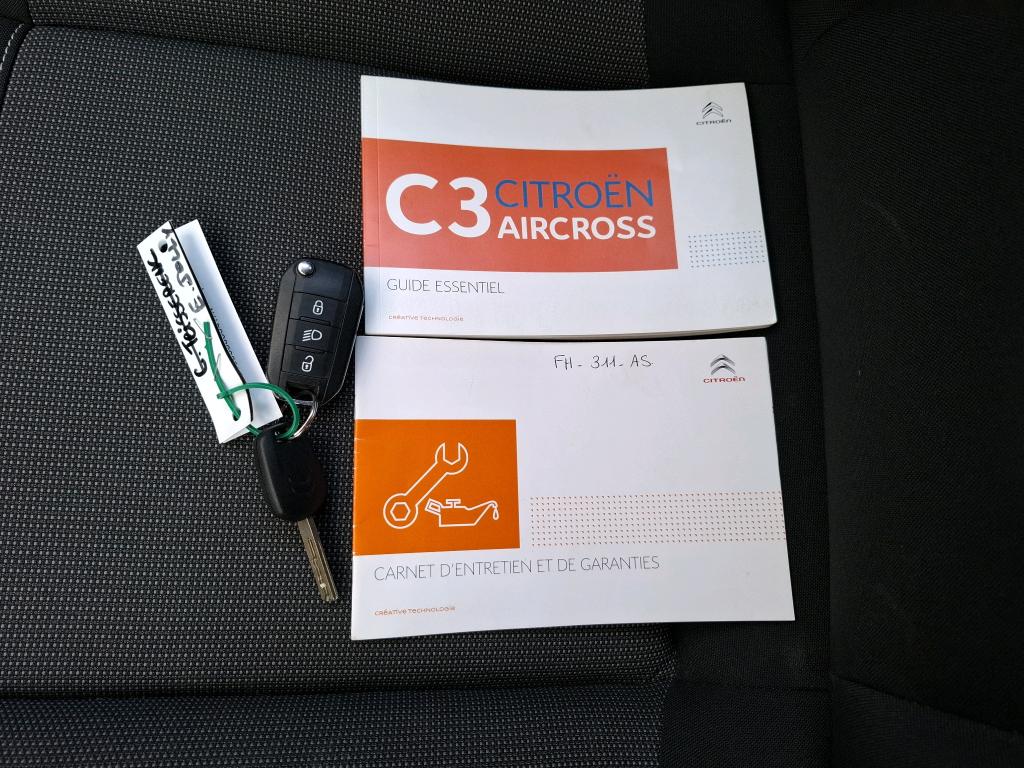 CITROËN
C3 CITROËN
AIRCROSS
GUIDE ESSENTIEL
CRÉATIVE TECHNOLOGIE
FH-311-AS
CITROËN
CARNET D'ENTRETIEN ET DE GARANTIES
CRÉATIVE TECHNOLOGIE
E. JOLLY